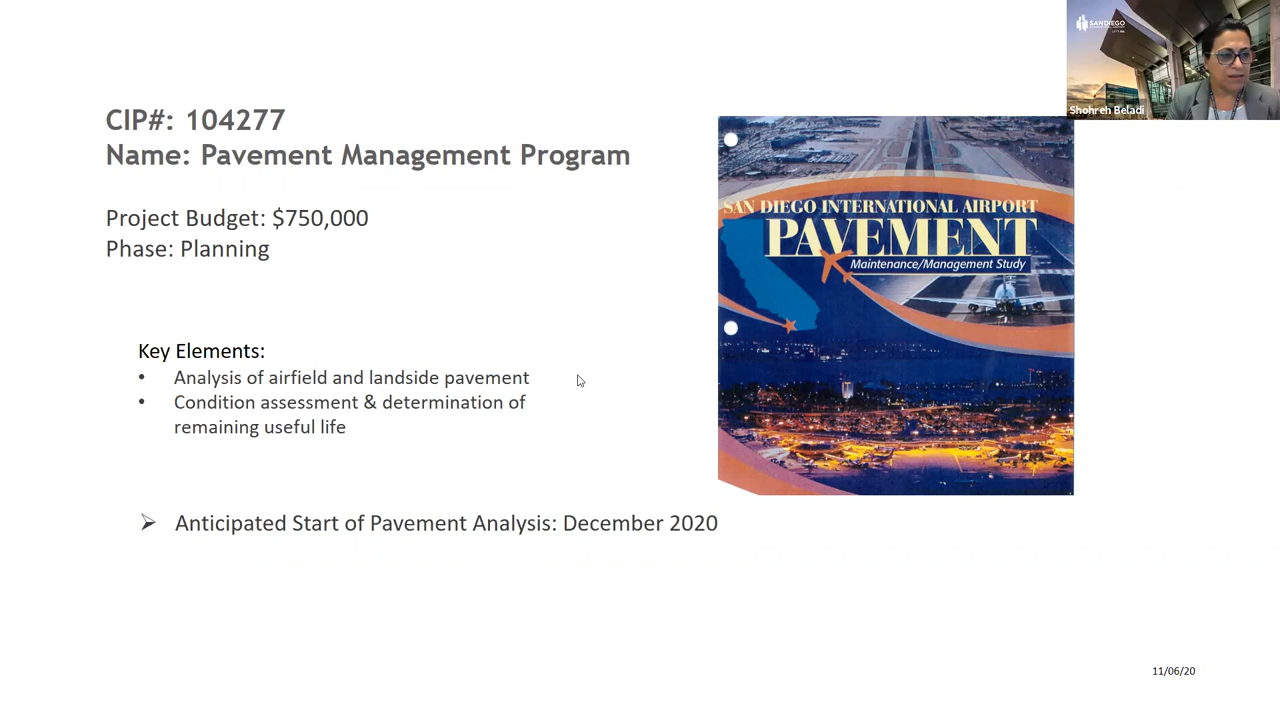 SANDIEGO
Shohreh Beladi
CIP#: 104277
Name: Pavement Management Program
Project Budget: $750,000
Phase: Planning
Key Elements:
• Analysis of airfield and landside pavement
• Condition assessment & determination of
remaining useful life
➢ Anticipated Start of Pavement Analysis: December 2020
SAN DIEGO INTERNATIONAL AIRPORT
PAVEMENT
Maintenance/Management Study
11/06/20